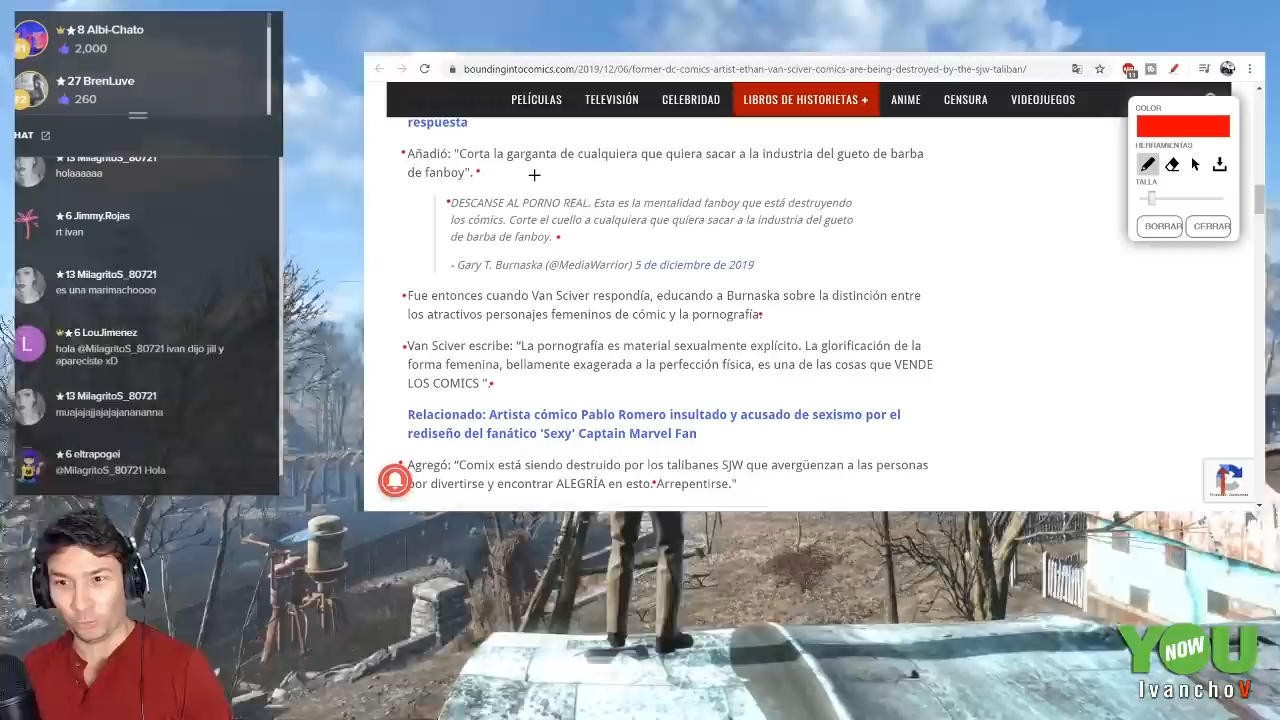 8 Albi-Chato
2,000
27 BrenLuve
260
HAT
13 MilagritoS_80721
holaaaaaa
6 Jimmy.Rojas
rt ivan
13 MilagritoS_80721
es una marimachoooo
6 LouJimenez
hola @MilagritoS_80721 ivan dijo jill y
apareciste xD
13 MilagritoS_80721
muajajajjajajajanananna
6 eltrapogei
@MilagritoS_80721 Hola
boundingintocomics.com/2019/12/06/former-dc-comics-artist-ethan-van-sciver-comics-are-being-destroyed-by-the-sjw-taliban/
13
PELÍCULAS TELEVISIÓN CELEBRIDAD LIBROS DE HISTORIETAS + ANIME CENSURA VIDEOJUEGOS
respuesta
Añadió: "Corta la garganta de cualquiera que quiera sacar a la industria del gueto de barba
de fanboy".
DESCANSE AL PORNO REAL. Esta es la mentalidad fanboy que está destruyendo
los cómics. Corte el cuello a cualquiera que quiera sacar a la industria del gueto
de barba de fanboy.
- Gary T. Burnaska (@MediaWarrior) 5 de diciembre de 2019
Fue entonces cuando Van Sciver respondía, educando a Burnaska sobre la distinción entre
los atractivos personajes femeninos de cómic y la pornografía.
Van Sciver escribe: “La pornografía es material sexualmente explícito. La glorificación de la
forma femenina, bellamente exagerada a la perfección física, es una de las cosas que VENDE
LOS COMICS ".
Relacionado: Artista cómico Pablo Romero insultado y acusado de sexismo por el
rediseño del fanático 'Sexy' Captain Marvel Fan
Agregó: “Comix está siendo destruido por los talibanes SJW que avergüenzan a las personas
por divertirse y encontrar ALEGRÍA en esto. Arrepentirse."
COLOR
HERRAMIENTAS
TALLA
BORRAR CERRAR
YOU
NOW
IvanchoV